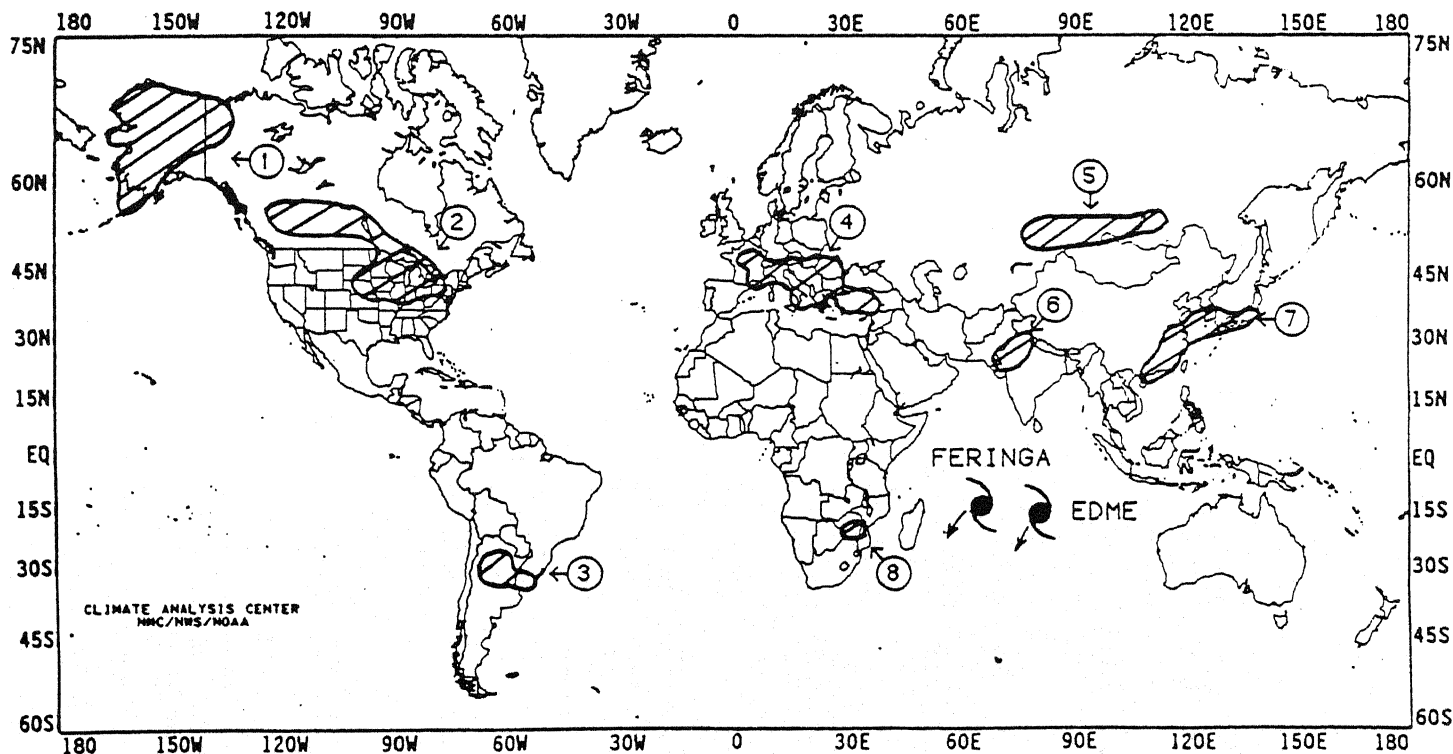 180 150W 120W 90W 60W 30W 0 30E 60E 90E 120E 150E 180
75N 75N
1
60N 60N
5
2 4
45N 45N
6
7
30N 30N
15N 15N
EQ FERINGA EQ
15S EDME 15S
30S 3 8 30S
CLIMATE ANALYSIS CENTER
NMC/NWS/NOAA
45S 45S
60S 60S
180 150W 120W 90W 60W 30W 0 30E 60E 90E 120E 150E 180